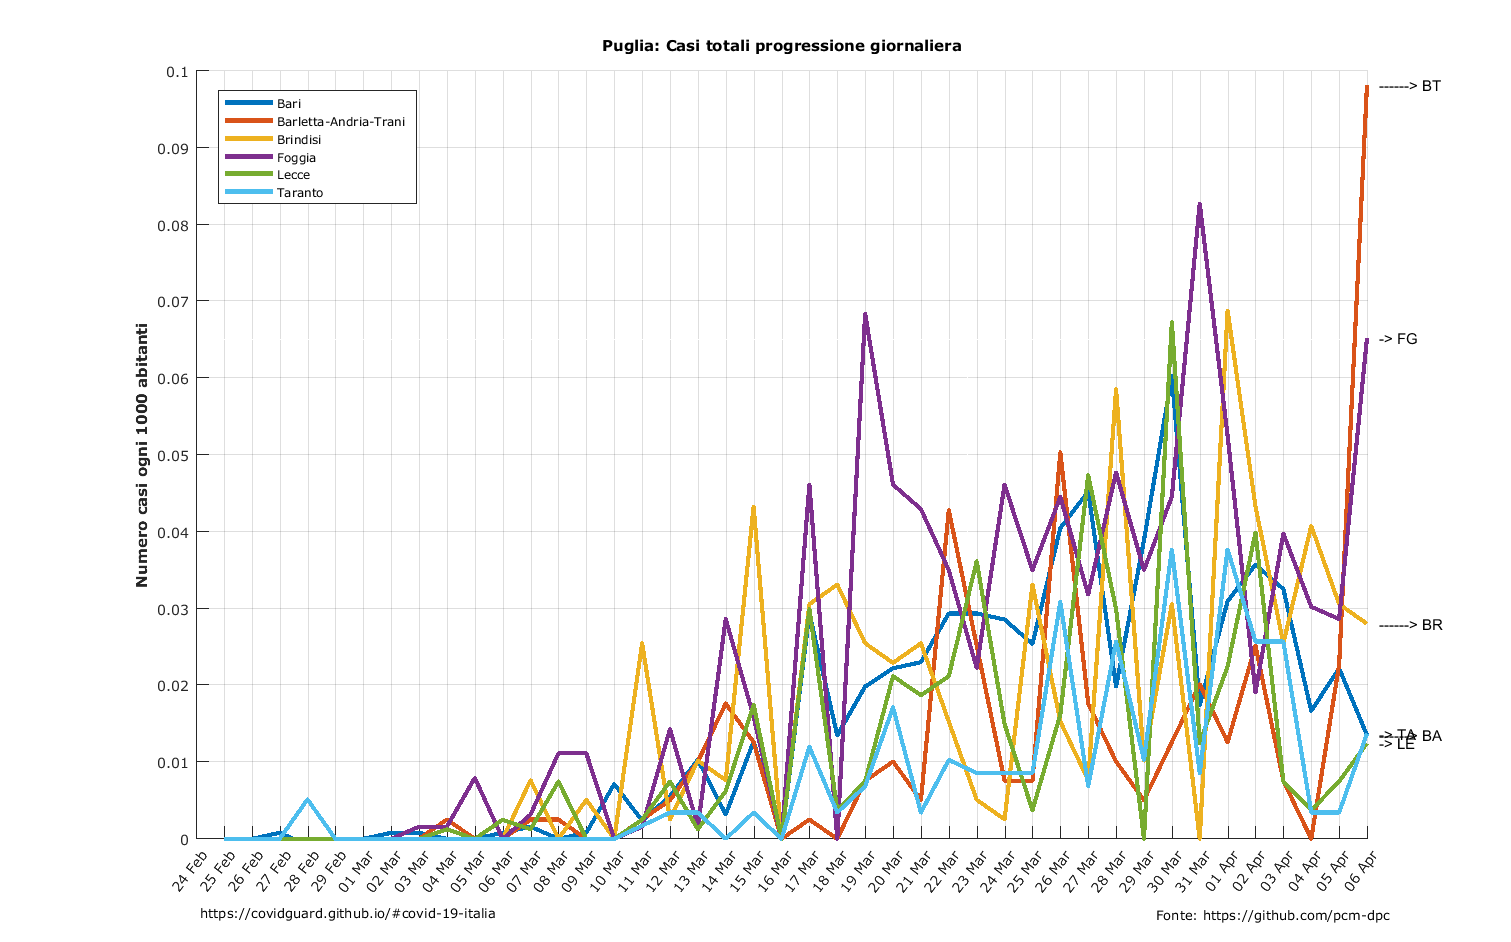 Puglia: Casi totali progressione giornaliera
Numero casi ogni 1000 abitanti
0.1
0.09
0.08
0.07
0.06
0.05
0.04
0.03
0.02
0.01
0
Bari
Barletta-Andria-Trani
Brindisi
Foggia
Lecce
Taranto
------> BT
-> FG
------> BR
------> BA
-> TA
-> LE
24 Feb
25 Feb
26 Feb
27 Feb
28 Feb
29 Feb
01 Mar
02 Mar
03 Mar
04 Mar
05 Mar
06 Mar
07 Mar
08 Mar
09 Mar
10 Mar
11 Mar
12 Mar
13 Mar
14 Mar
15 Mar
16 Mar
17 Mar
18 Mar
19 Mar
20 Mar
21 Mar
22 Mar
23 Mar
24 Mar
25 Mar
26 Mar
27 Mar
28 Mar
29 Mar
30 Mar
31 Mar
01 Apr
02 Apr
03 Apr
04 Apr
05 Apr
06 Apr
https://covidguard.github.io/#covid-19-italia
Fonte: https://github.com/pcm-dpc